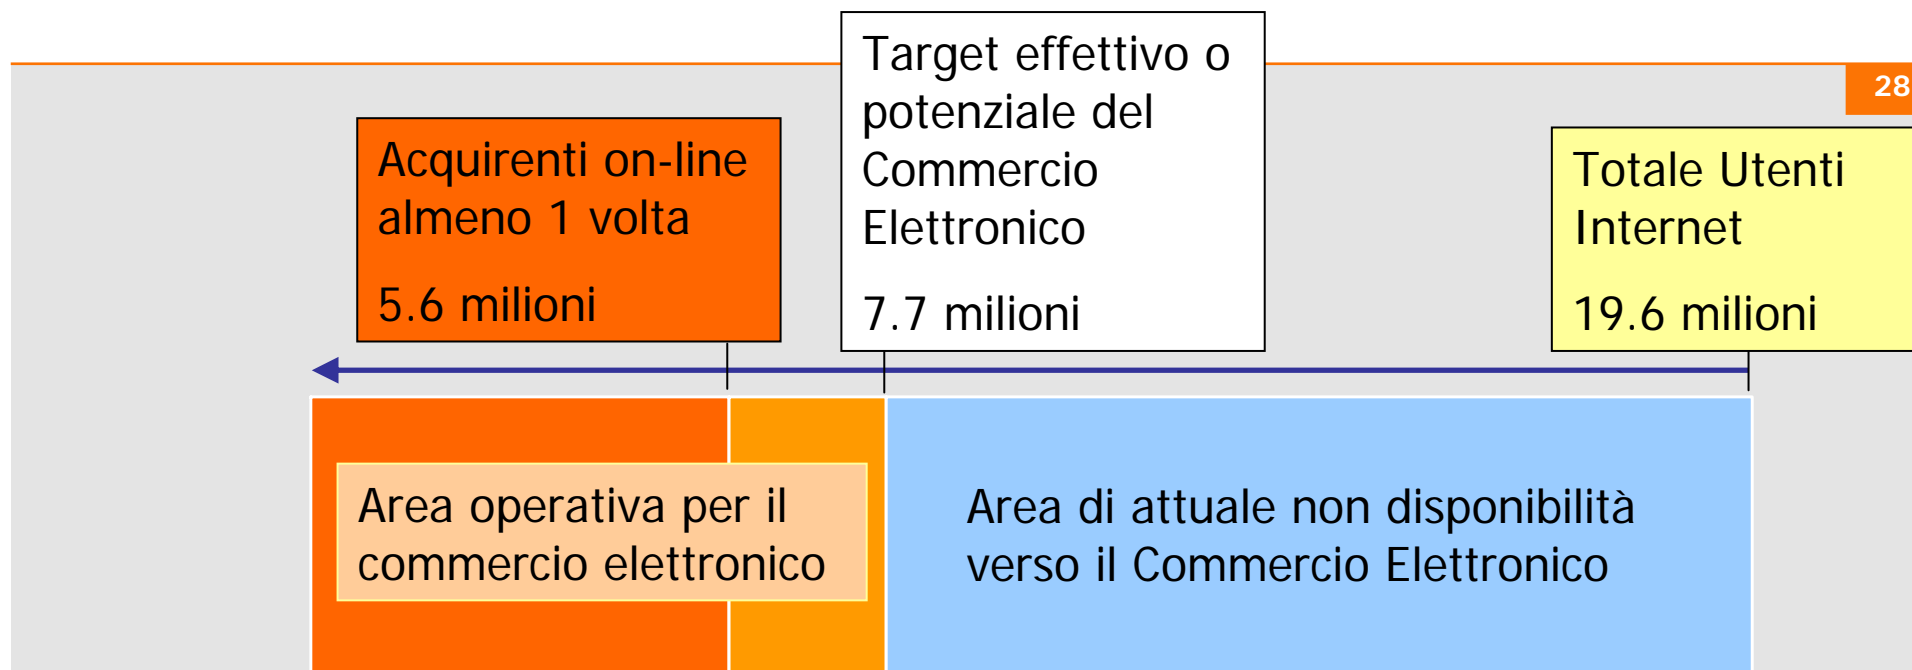 28
Acquirenti on-line
almeno 1 volta
5.6 milioni
Target effettivo o
potenziale del
Commercio
Elettronico
7.7 milioni
Totale Utenti
Internet
19.6 milioni
Area operativa per il
commercio elettronico
Area di attuale non disponibilità
verso il Commercio Elettronico